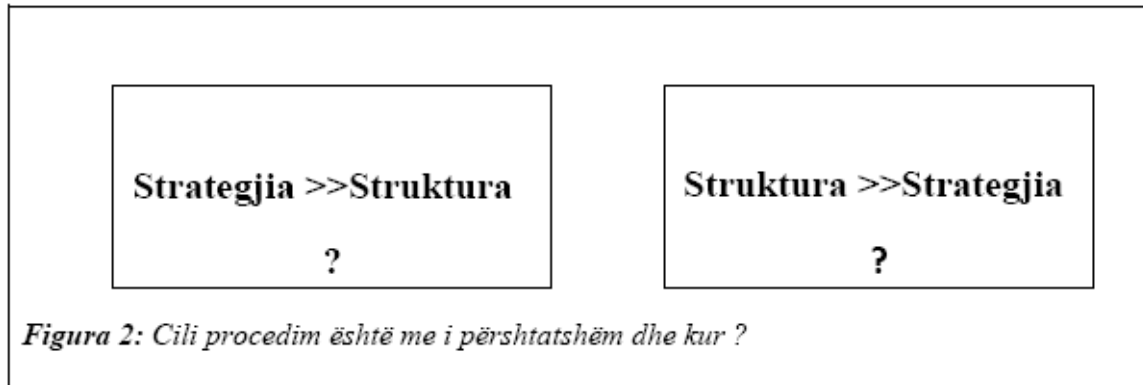 Strategjia >>Struktura
?
Struktura >>Strategjia
?
Figura 2: Cili procedim është me i përshtatshëm dhe kur ?